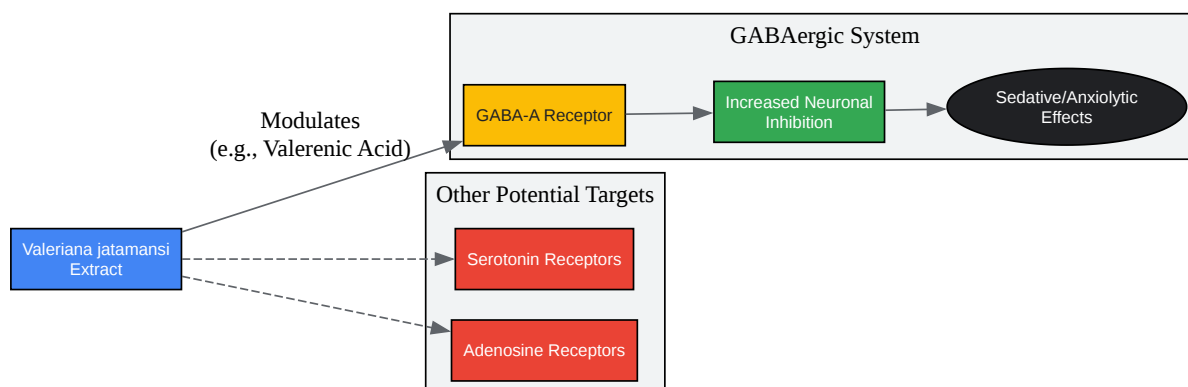 GABAergic System
GABA-A Receptor
Increased Neuronal
Inhibition
Sedative/Anxiolytic
Effects
Modulates
(e.g., Valerenic Acid)
Other Potential Targets
Valeriana jatamansi
Extract
Serotonin Receptors
Adenosine Receptors